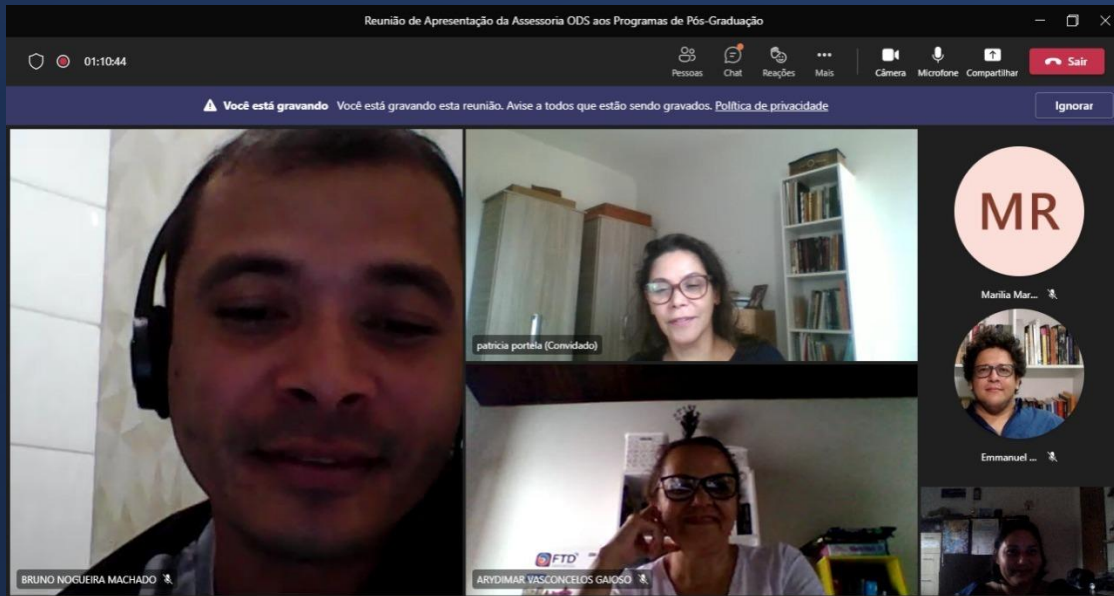 Reunião de Apresentação da Assessoria ODS aos Programas de Pós-Graduação
01:10:44
Pessoas
Chat
Reações
Mais
Câmera
Microfone
Compartilhar
Sair
Você está gravando Você está gravando esta reunião. Avise a todos que estão sendo gravados. Política de privacidade
Ignorar
MR
Marilia Mar...
patricia portela (Convidado)
Emmanuel ...
FTD
BRUNO NOGUEIRA MACHADO
ARYDIMAR VASCONCELOS GAIOSO